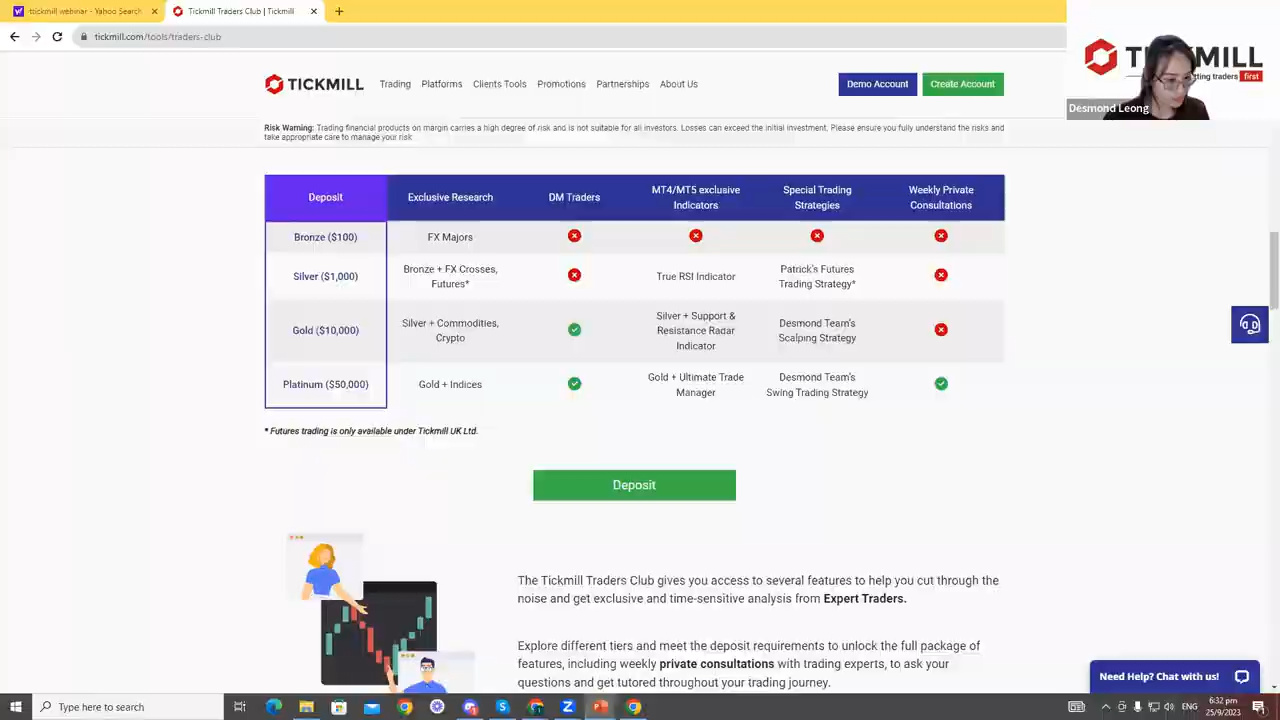 ttickmill webinar - Yahoo Search
Tickmill Traders Club | Tickmill
tickmill.com/tools/traders-club
TICKMILL
Trading
Platforms
Clients Tools
Promotions
Partnerships
About Us
Demo Account
Create Account
Desmond Leong
Risk Warning: Trading financial products on margin carries a high degree of risk and is not suitable for all investors. Losses can exceed the initial investment. Please ensure you fully understand the risks and
take appropriate care to manage your risk
Deposit
Exclusive Research
DM Traders
MT4/MT5 exclusive
Indicators
Special Trading
Strategies
Weekly Private
Consultations
Bronze ($100)
FX Majors
Silver ($1,000)
Bronze + FX Crosses,
Futures*
True RSI Indicator
Patrick's Futures
Trading Strategy*
Gold ($10,000)
Silver + Commodities,
Crypto
Silver + Support &
Resistance Radar
Indicator
Desmond Team's
Scalping Strategy
Platinum ($50,000)
Gold + Indices
Gold + Ultimate Trade
Manager
Desmond Team's
Swing Trading Strategy
* Futures trading is only available under Tickmill UK Ltd.
Deposit
The Tickmill Traders Club gives you access to several features to help you cut through the
noise and get exclusive and time-sensitive analysis from Expert Traders.
Explore different tiers and meet the deposit requirements to unlock the full package of
features, including weekly private consultations with trading experts, to ask your
questions and get tutored throughout your trading journey.
Need Help? Chat with us!
Type here to search
ENG
6:32 pm
25/9/2023